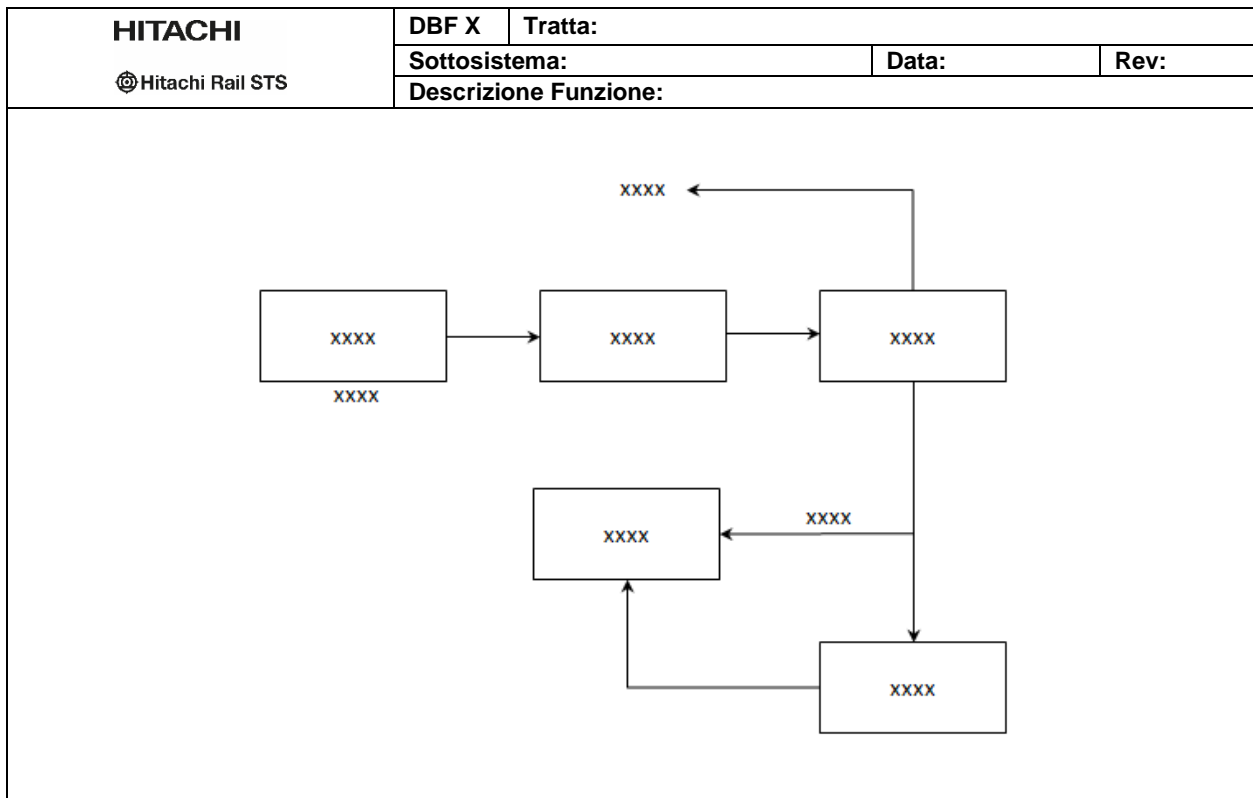 HITACHI
Hitachi Rail STS
DBF X Tratta:
Sottosistema: Data: Rev:
Descrizione Funzione:
xxxx
xxxx xxxx xxxx
xxxx
xxxx
xxxx
xxxx